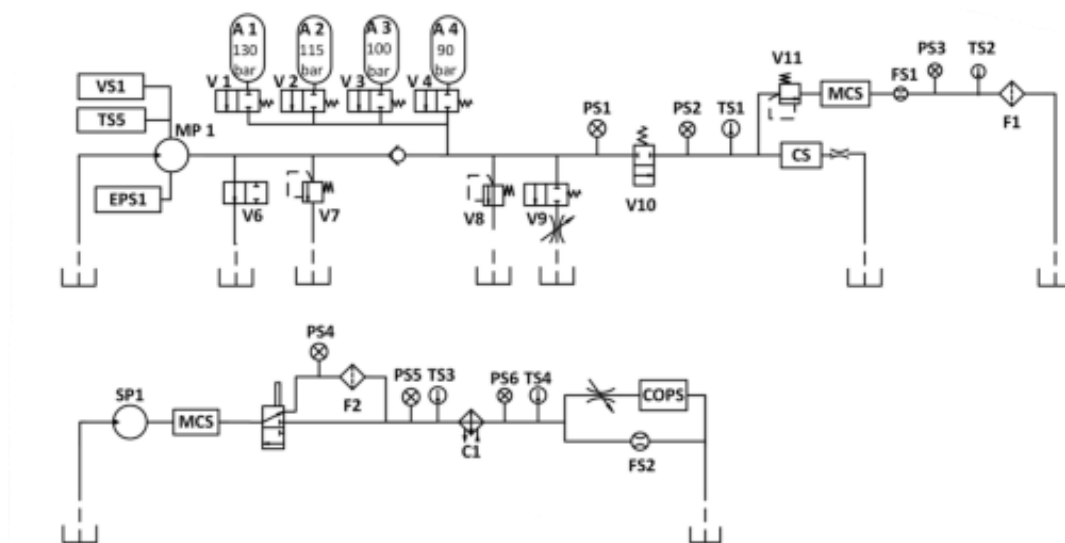 A 1 A 2 A 3 A 4
130 115 100 90
bar bar bar bar
V 1 V 2 V 3 V 4
VS1
TS5
MP 1
EPS1
V6 V7 V8 V9
PS1 V10 PS2 TS1
V11 MCS FS1 PS3 TS2 F1
CS
PS4
SP1 MCS F2 PS5 TS3 C1 PS6 TS4 COPS
FS2